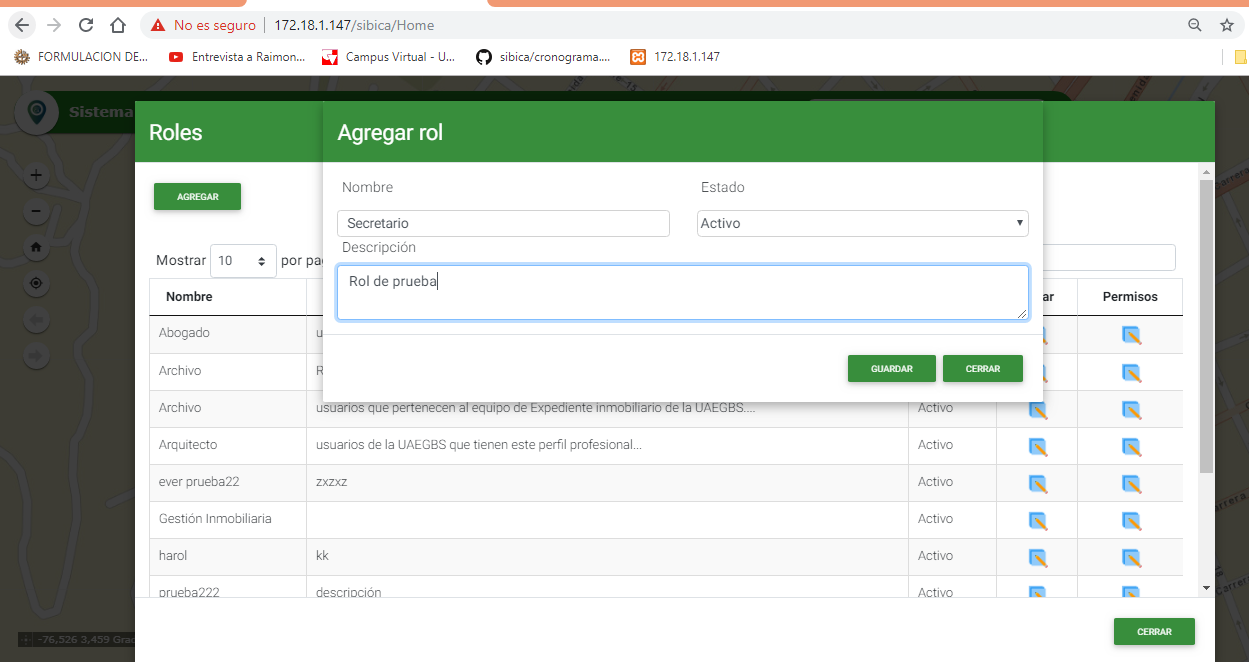 No es seguro | 172.18.1.147/sibica/Home
FORMULACION DE... Entrevista a Raimon... Campus Virtual - U... sibica/cronograma.... 172.18.1.147
Sistema
Roles
Agregar rol
AGREGAR
Nombre Estado
Secretario Activo
Descripción
Rol de prueba
GUARDAR CERRAR
Mostrar 10 por pa
Nombre ar Permisos
Abogado u
Archivo R
Archivo usuarios que pertenecen al equipo de Expediente inmobiliario de la UAEGBS.... Activo
Arquitecto usuarios de la UAEGBS que tienen este perfil profesional... Activo
ever prueba22 zxzxz Activo
Gestión Inmobiliaria Activo
harol kk Activo
prueba222 descripción Activo
CERRAR
-76,526 3,459 Grad